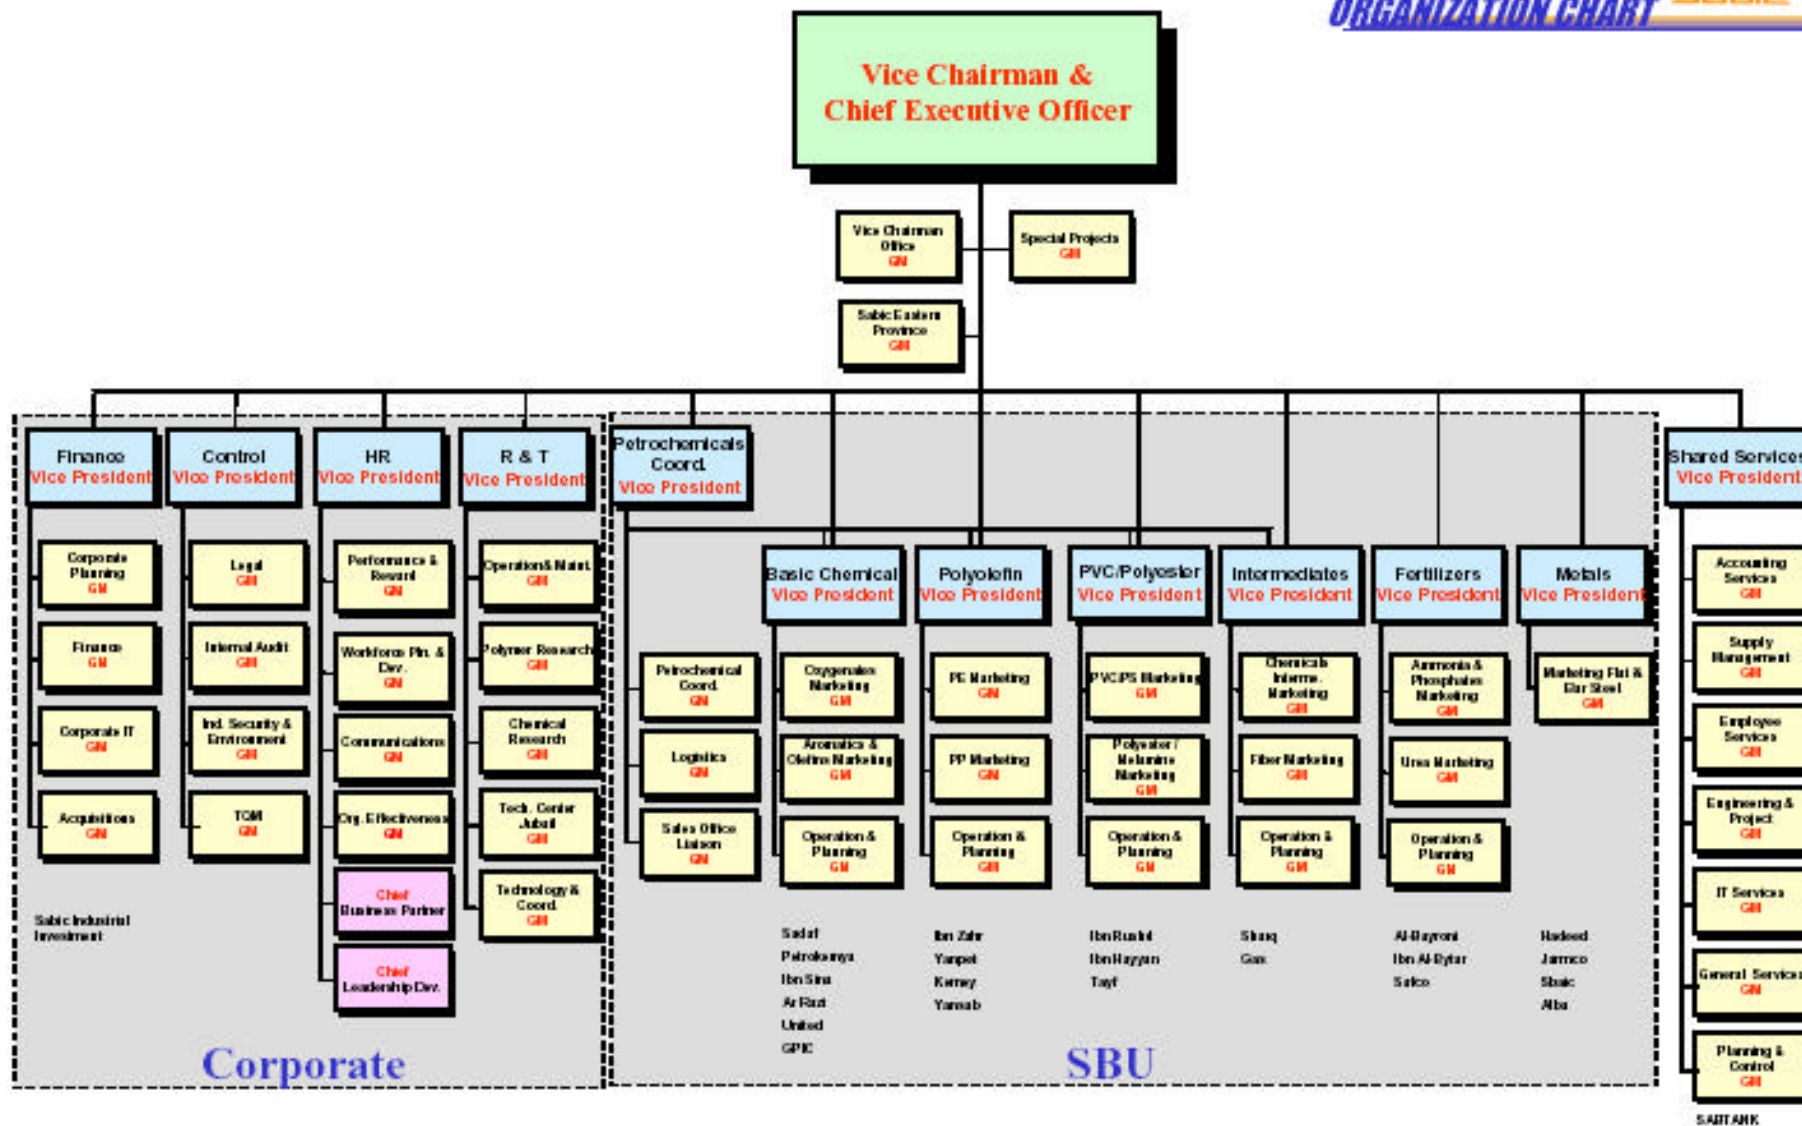 ORGANIZATION CHART
Vice Chairman &
Chief Executive Officer
Vice Chairman
Office
GM
Special Projects
GM
Sabic Eastern
Province
GM
Finance
Vice President
Control
Vice President
HR
Vice President
R & T
Vice President
Petrochemicals
Coord.
Vice President
Shared Services
Vice President
Basic Chemical
Vice President
Polyolefin
Vice President
PVC/Polyester
Vice President
Intermediates
Vice President
Fertilizers
Vice President
Metals
Vice President
Corporate
Planning
GM
Finance
GM
Corporate IT
GM
Acquisitions
GM
Sabic Industrial
Investment
Legal
GM
Internal Audit
GM
Ind. Security &
Environment
GM
TQM
GM
Performance &
Reward
GM
Workforce Pln. &
Dev.
GM
Communications
GM
Org. Effectiveness
GM
Chief
Business Partner
Chief
Leadership Dev.
Operation& Maint.
GM
Polymer Research
GM
Chemical
Research
GM
Tech. Center
Jubail
GM
Technology &
Coord.
GM
Petrochemical
Coord.
GM
Logistics
GM
Sales Office
Liaison
GM
Oxygenates
Marketing
GM
Aromatics &
Olefins Marketing
GM
Operation &
Planning
GM
Sadaf
Petrokemya
Ibn Sina
Ar Razi
United
GPIC
PE Marketing
GM
PP Marketing
GM
Operation &
Planning
GM
Ibn Zahr
Yanpet
Kemey
Yansab
PVC/PS Marketing
GM
Polyester /
Melamine
Marketing
GM
Operation &
Planning
GM
Ibn Rushd
Ibn Hayyan
Tayf
Chemicals
Interme.
Marketing
GM
Fiber Marketing
GM
Operation &
Planning
GM
Sharq
Gas
Ammonia &
Phosphates
Marketing
GM
Urea Marketing
GM
Operation &
Planning
GM
Al-Bayroni
Ibn Al-Bytar
Safco
Marketing Flat &
Bar Steel
GM
Hadeed
Jarmco
Sbaic
Alba
Accounting
Services
GM
Supply
Management
GM
Employee
Services
GM
Engineering &
Project
GM
IT Services
GM
General Services
GM
Planning &
Control
GM
SABTANK
Corporate
SBU